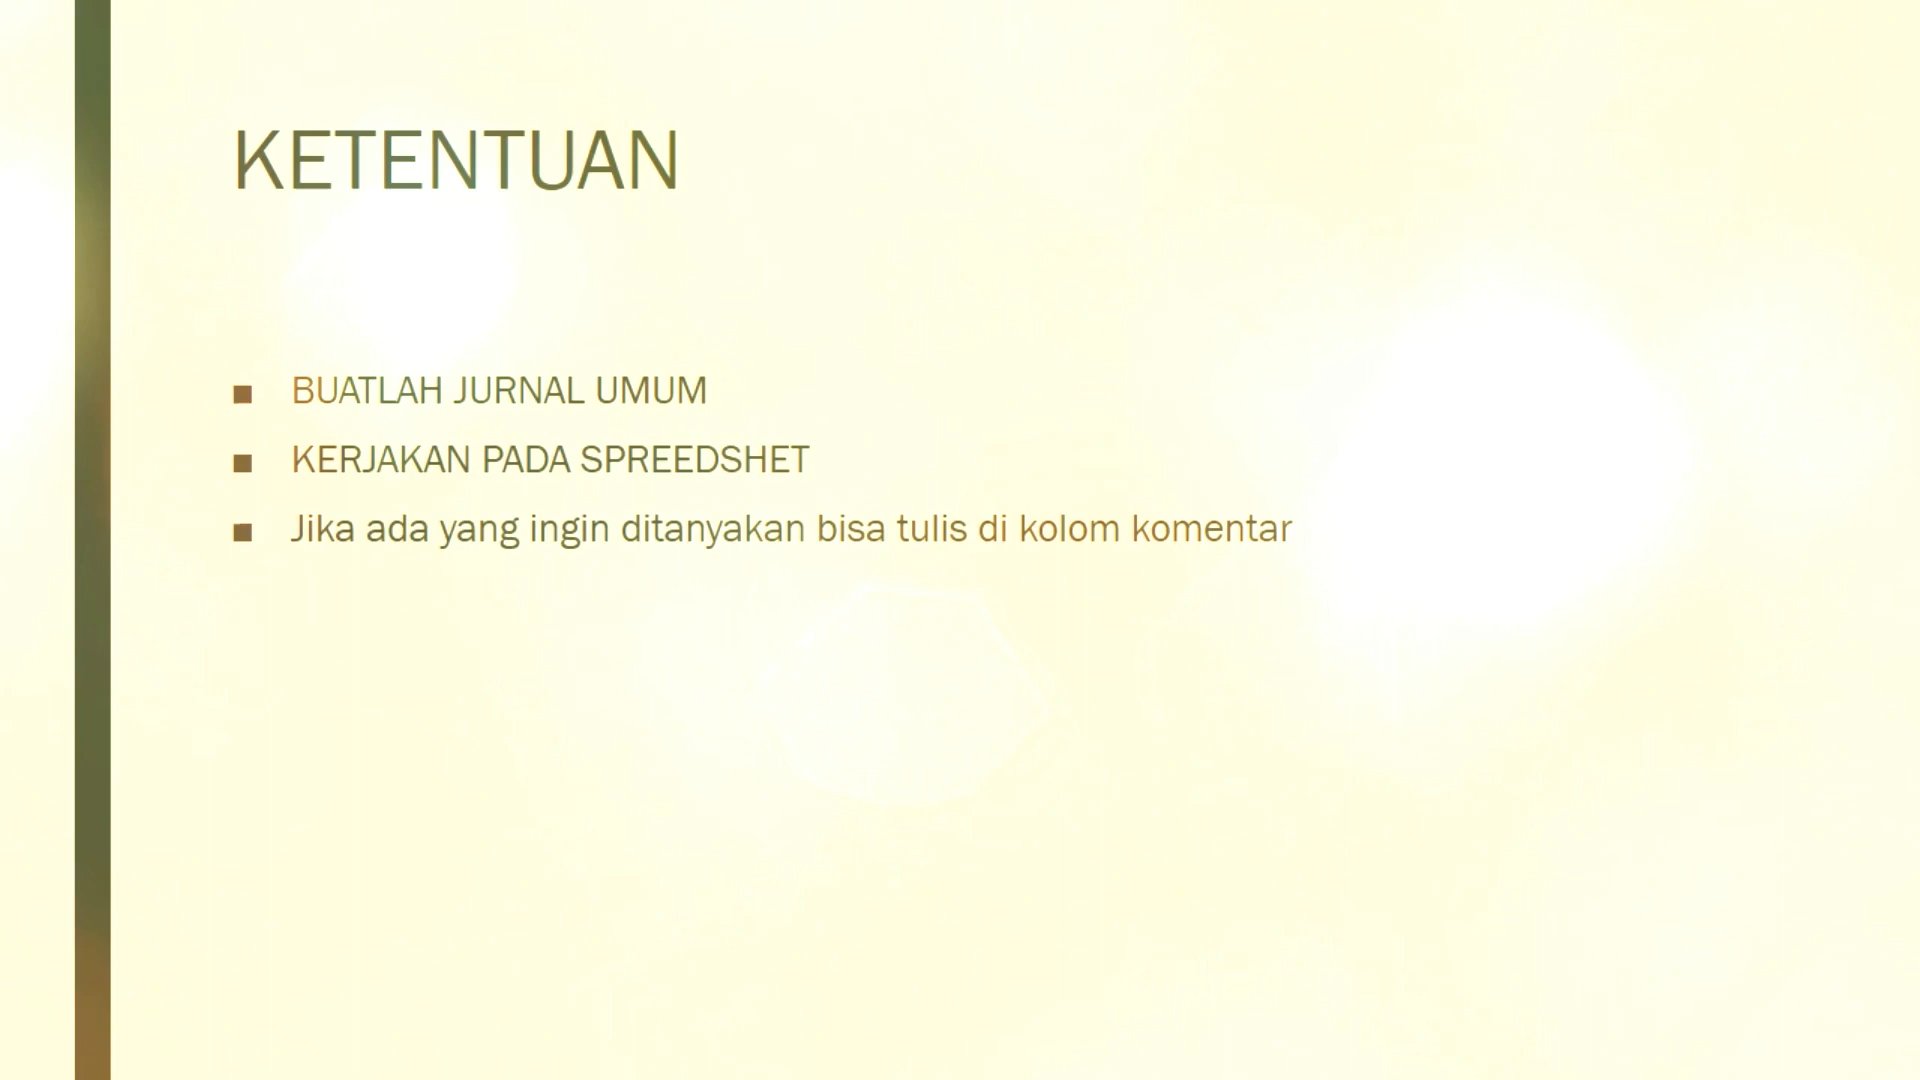 KETENTUAN
BUATLAH JURNAL UMUM
KERJAKAN PADA SPREEDSHET
Jika ada yang ingin ditanyakan bisa tulis di kolom komentar